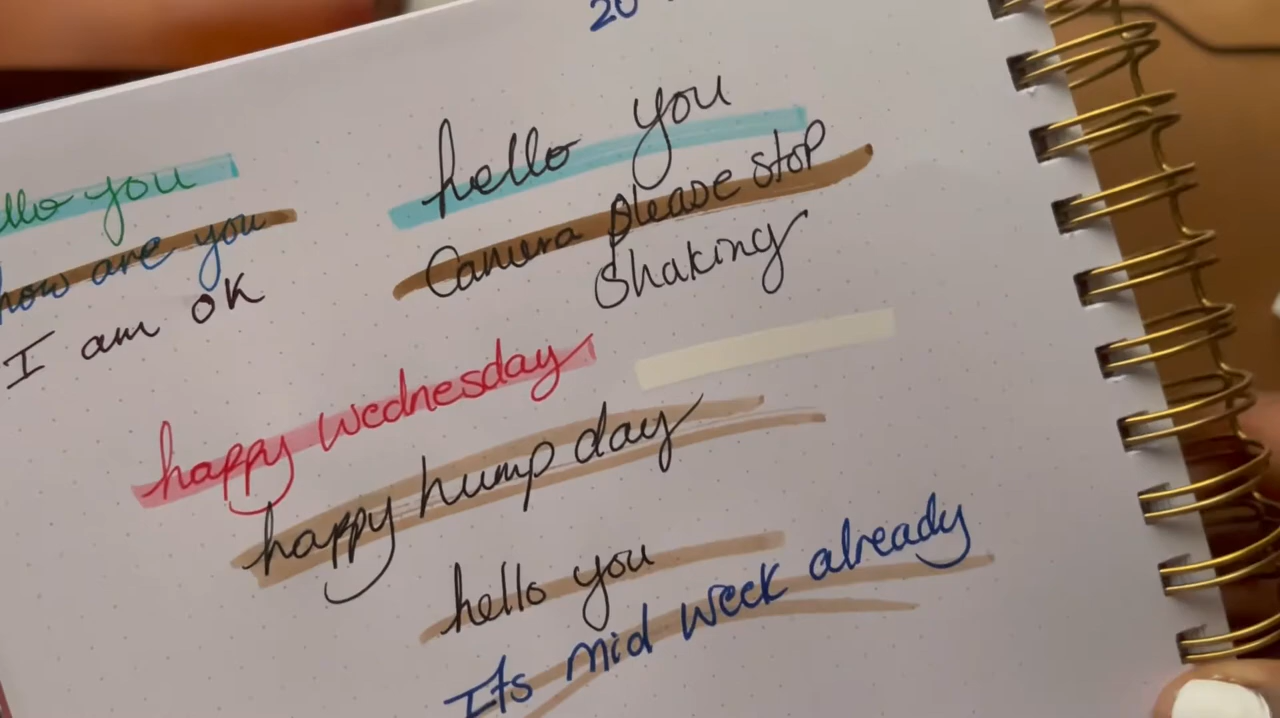 20
hello you
Camera please stop
Shaking
ello you
how are you
I am OK
happy Wednesday
happy hump day
hello you
Its mid week already